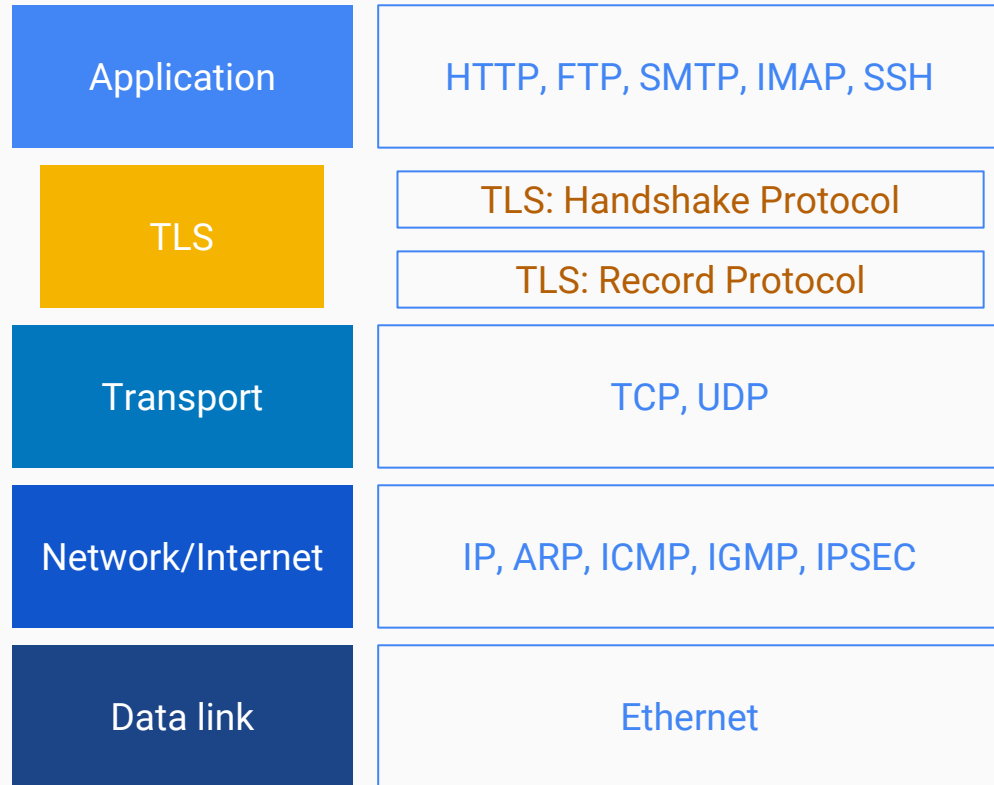 Application
HTTP, FTP, SMTP, IMAP, SSH
TLS
TLS: Handshake Protocol
TLS: Record Protocol
Transport
TCP, UDP
Network/Internet
IP, ARP, ICMP, IGMP, IPSEC
Data link
Ethernet